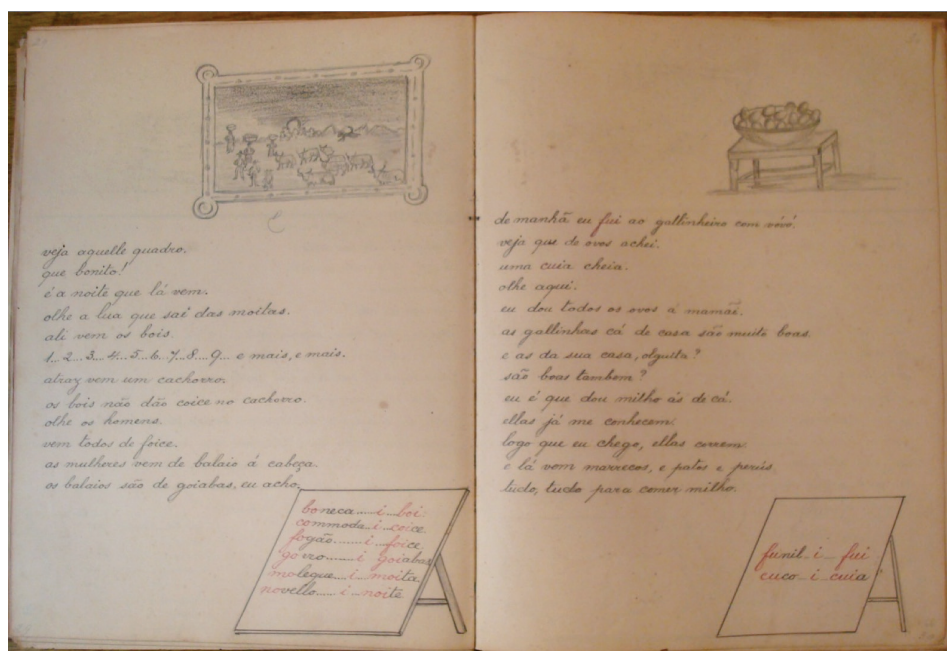 veja aquelle quadro.
que bonito!
é a noite que lá vem.
olhe a lua que sai das moitas.
ali vem os bois.
1...2...3...4...5...6...7...8...9... e mais, e mais.
atraz vem um cachorro.
os bois não dão coice no cachorro.
olhe os homens.
vem todos de foice.
as mulheres vem de balaio á cabeça.
os balaios são de goiabas, eu acho.
boneca......i...boi
commoda..i...coice
fogão........i...foice
gorro........i goiabas
moleque....i...moita
novello......i...noite
de manhã eu fui ao gallinheiro com vóvó.
veja que de ovos achei.
uma cuia cheia.
olhe aqui.
eu dou todos os ovos á mamãe.
as gallinhas cá de casa são muito boas.
e as da sua casa, olguita?
são boas tambem?
eu é que dou milho ás de cá.
ellas já me conhecem.
logo que eu chego, ellas correm
e lá vem marrecos, e patos e perús.
tudo, tudo para comer milho.
funil...i...fui
cuco...i...cuia